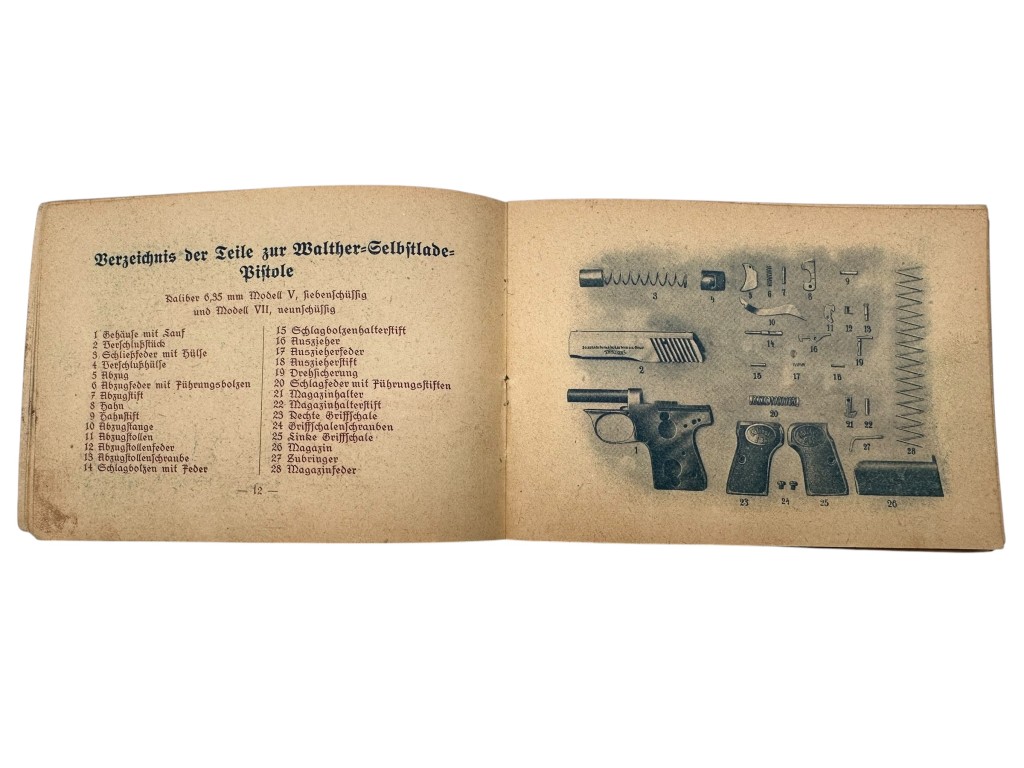 Verzeichnis der Teile zur Walther-Selbstlade-
Pistole
Kaliber 6,35 mm Modell V, siebenschüssig
und Modell VII, neunschüssig
1 Gehäuse mit Lauf
2 Verschlußstück
3 Schließfeder mit Hülse
4 Verschlußhülse
5 Abzug
6 Abzugfeder mit Führungsbolzen
7 Abzugstift
8 Hahn
9 Hahnstift
10 Abzugstange
11 Abzugstollen
12 Abzugstollenfeder
13 Abzugstollenschraube
14 Schlagbolzen mit Feder
15 Schlagbolzenhalterstift
16 Auszieher
17 Auszieherfeder
18 Auszieherstift
19 Drehsicherung
20 Schlagfeder mit Führungsstiften
21 Magazinhalter
22 Magazinhalterstift
23 Rechte Griffschale
24 Griffschalenschrauben
25 Linke Griffschale
26 Magazin
27 Zubringer
28 Magazinfeder
— 12 —
3 4 5 6 7 8 9
10 11 12 13
14 16
2 15 17 18 19
20 21 22
1 27 28
23 24 25 26